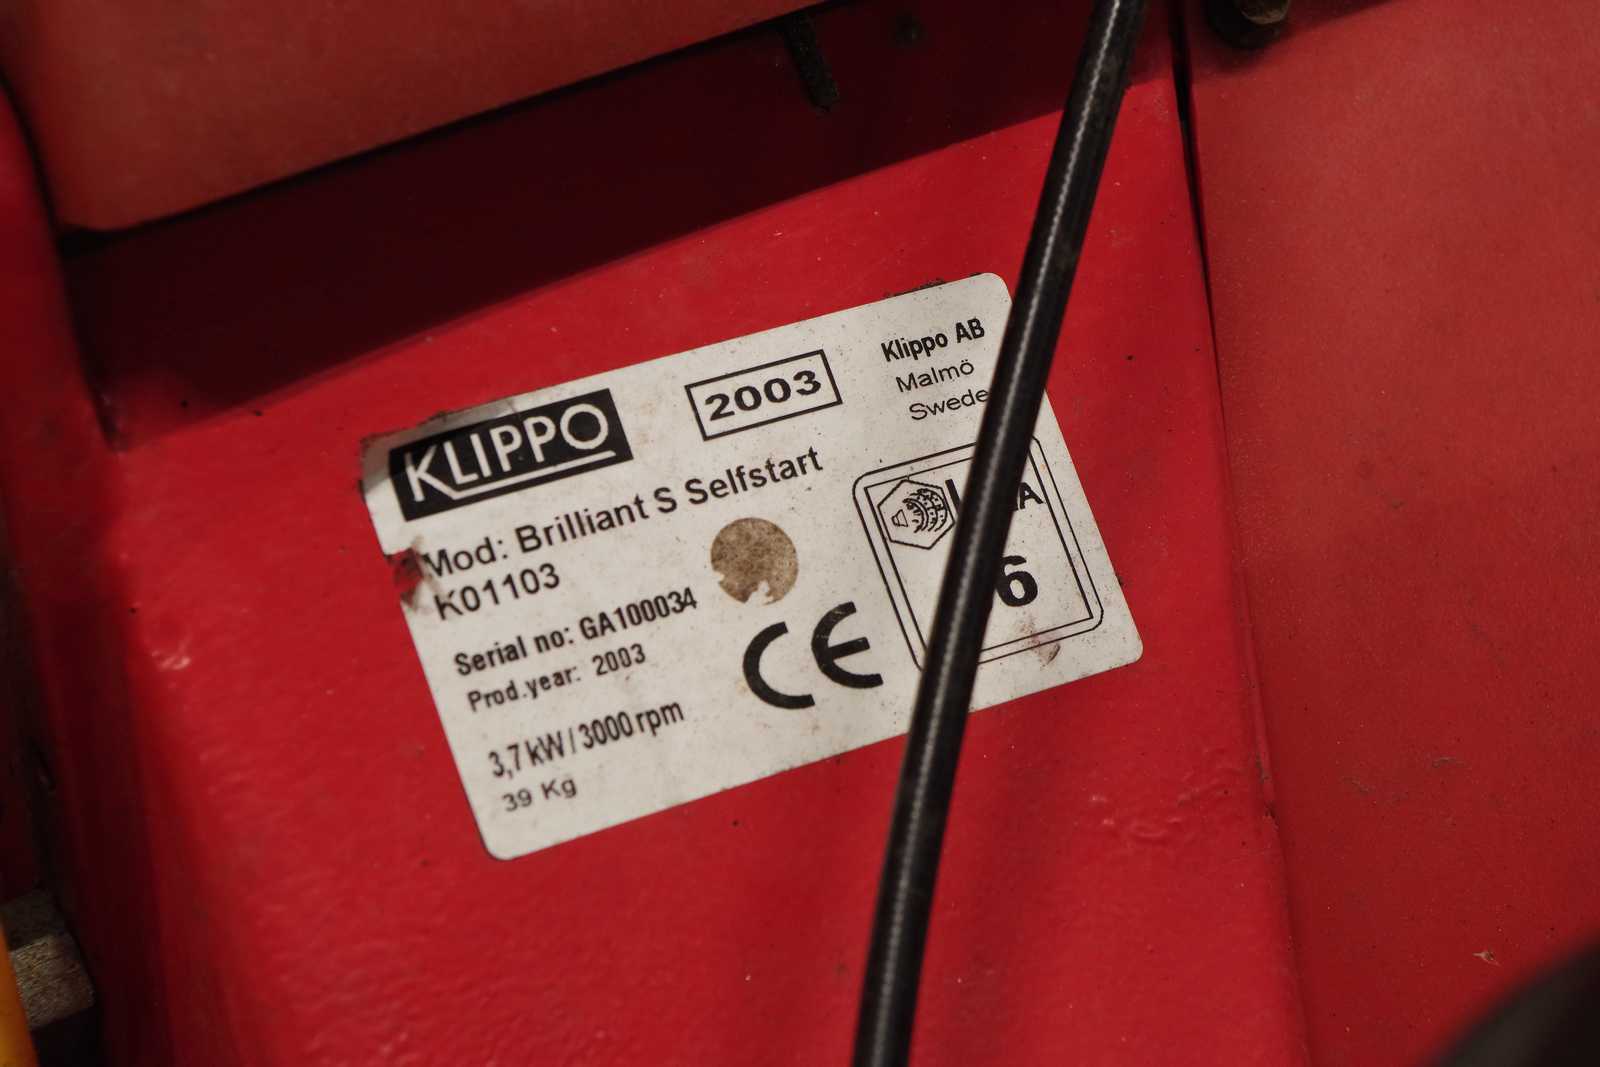 KLIPPO
2003
Klippo AB
Malmö
Swede
Mod: Brilliant S Selfstart
K01103
Serial no: GA100034
Prod.year: 2003
3,7 kW / 3000 rpm
39 Kg
CE
6